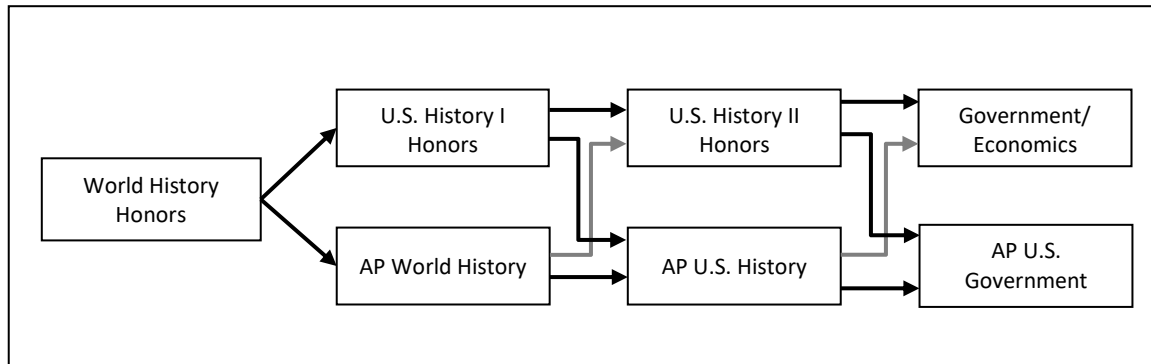 World History
Honors
U.S. History I
Honors
AP World History
U.S. History II
Honors
AP U.S. History
Government/
Economics
AP U.S.
Government